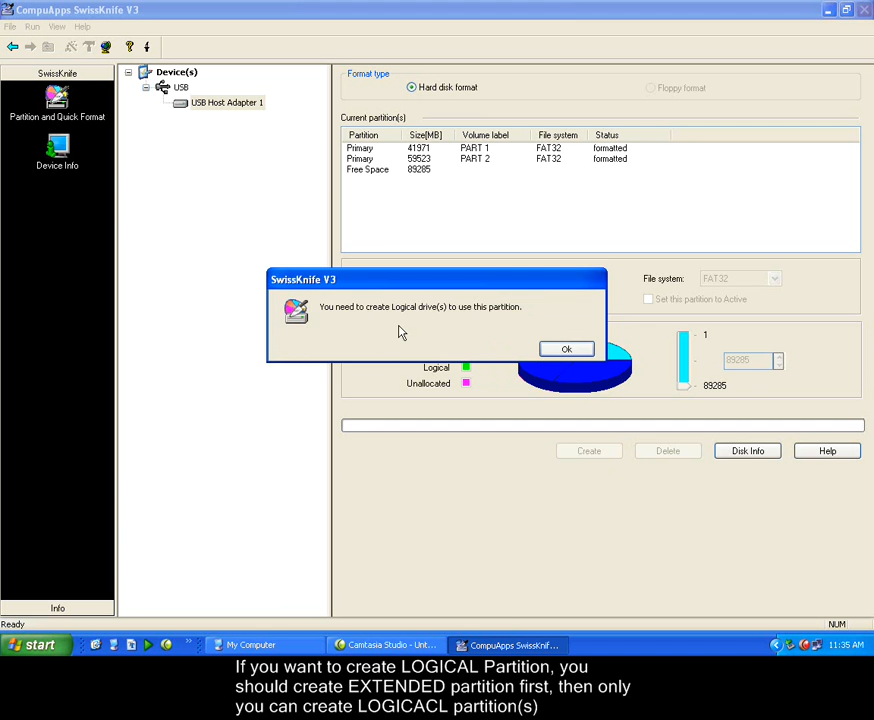 CompuApps SwissKnife V3
File Run View Help
SwissKnife
Partition and Quick Format
Device Info
Info
Device(s)
USB
USB Host Adapter 1
Format type
Hard disk format
Floppy format
Current partition(s)
Partition Size[MB] Volume label File system Status
Primary 41971 PART 1 FAT32 formatted
Primary 59523 PART 2 FAT32 formatted
Free Space 89285
SwissKnife V3
You need to create Logical drive(s) to use this partition.
Ok
File system: FAT32
Set this partition to Active
Logical
Unallocated
1
89285
89285
Create Delete Disk Info Help
Ready
NUM
start
My Computer
Camtasia Studio - Unt...
CompuApps SwissKnif...
11:35 AM
If you want to create LOGICAL Partition, you
should create EXTENDED partition first, then only
you can create LOGICACL partition(s)